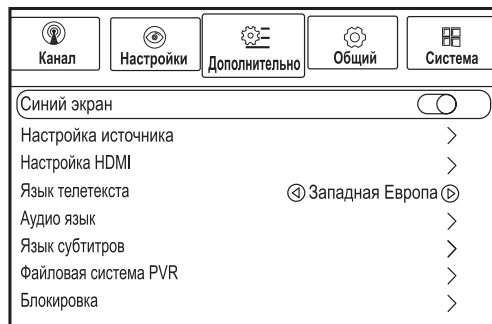 Канал Настройки Дополнительно Общий Система
Синий экран
Настройка источника
Настройка HDMI
Язык телетекста Западная Европа
Аудио язык
Язык субтитров
Файловая система PVR
Блокировка